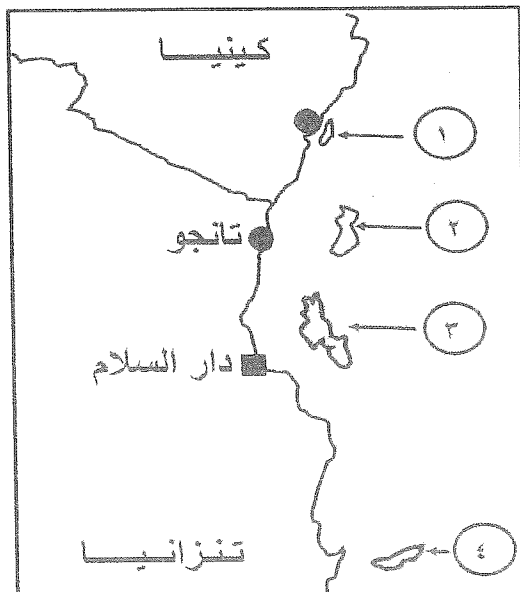 كينيا
١
٢
تانجو
٣
دار السلام
تنزانيا
٤